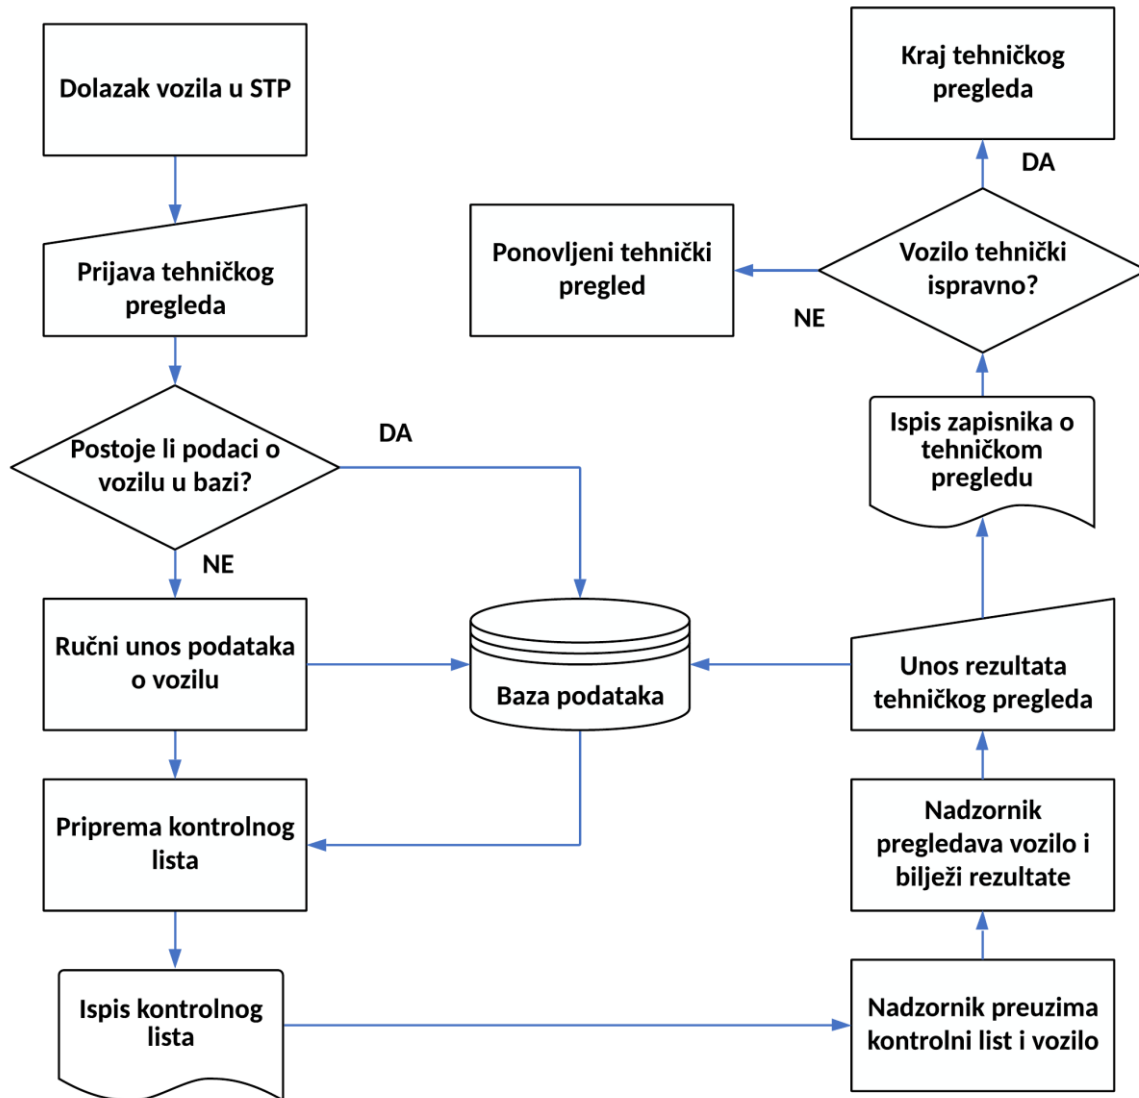 Dolazak vozila u STP
Prijava tehničkog
pregleda
Postoje li podaci o
vozilu u bazi?
DA
NE
Ručni unos podataka
o vozilu
Baza podataka
Priprema kontrolnog
lista
Ispis kontrolnog
lista
Nadzornik preuzima
kontrolni list i vozilo
Nadzornik
pregledava vozilo i
bilježi rezultate
Unos rezultata
tehničkog pregleda
Ispis zapisnika o
tehničkom
pregledu
Vozilo tehnički
ispravno?
NE
Ponovljeni tehnički
pregled
DA
Kraj tehničkog
pregleda